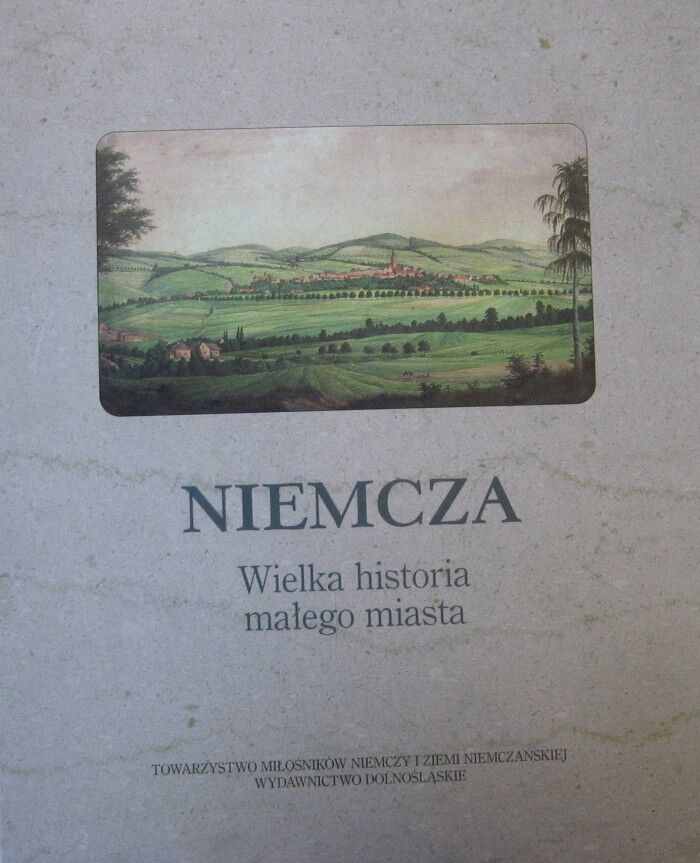 NIEMCZA
Wielka historia
małego miasta
TOWARZYSTWO MIŁOŚNIKÓW NIEMCZY I ZIEMI NIEMCZAŃSKIEJ
WYDAWNICTWO DOLNOŚLĄSKIE